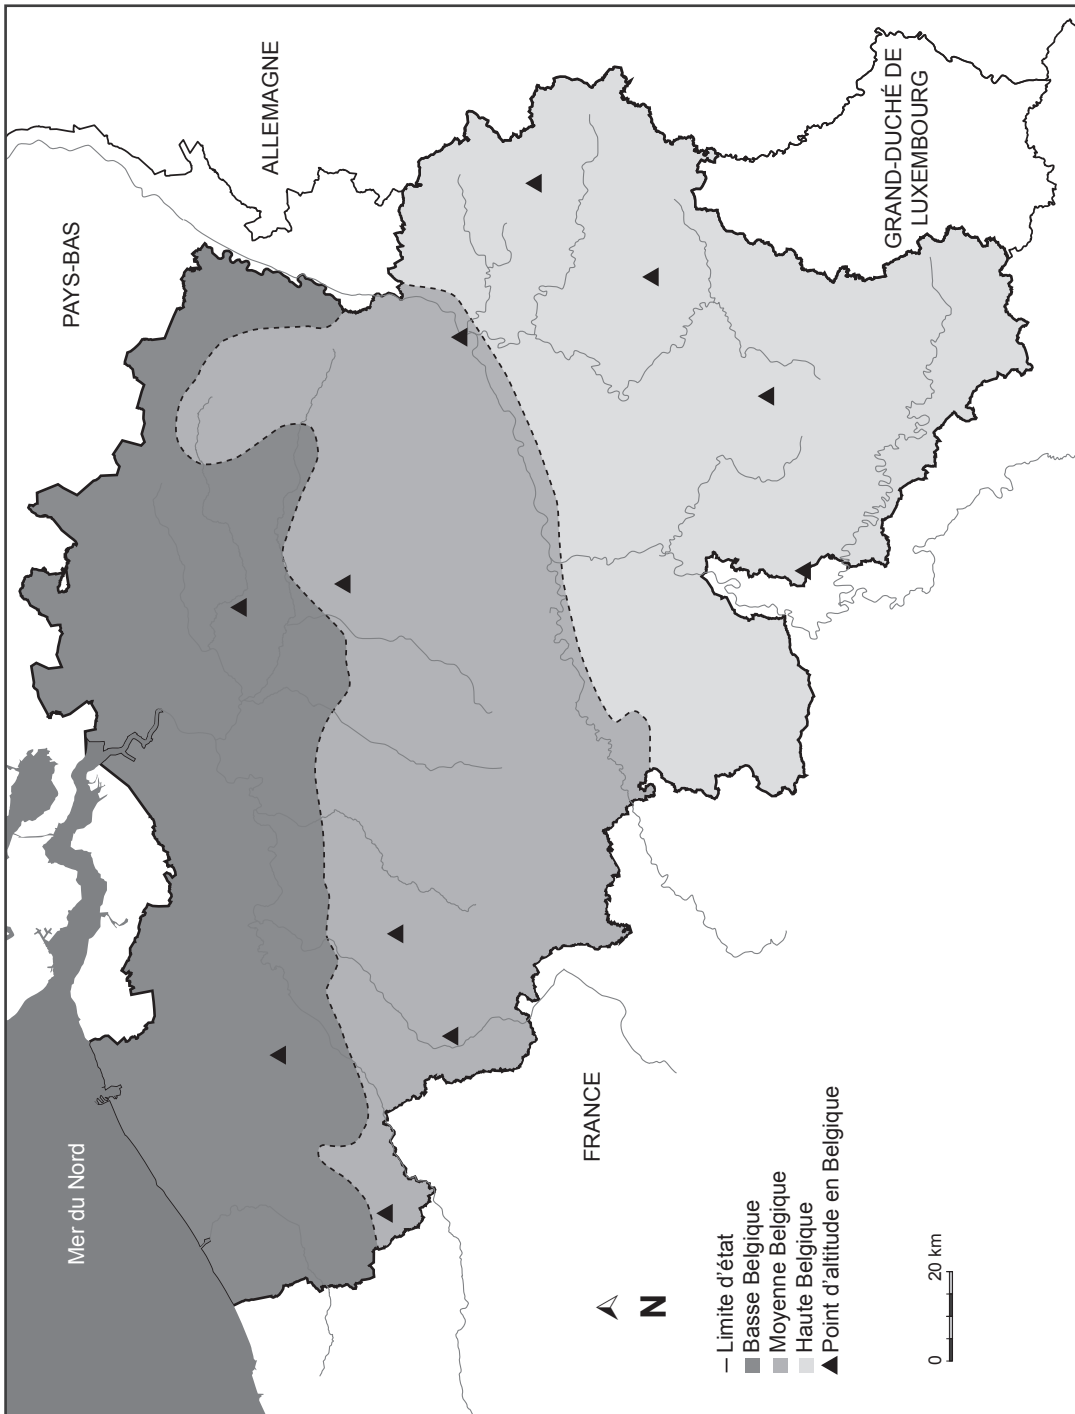 PAYS-BAS
ALLEMAGNE
Mer du Nord
FRANCE
GRAND-DUCHÉ DE
LUXEMBOURG
N
Limite d'état
Basse Belgique
Moyenne Belgique
Haute Belgique
Point d'altitude en Belgique
0 20 km